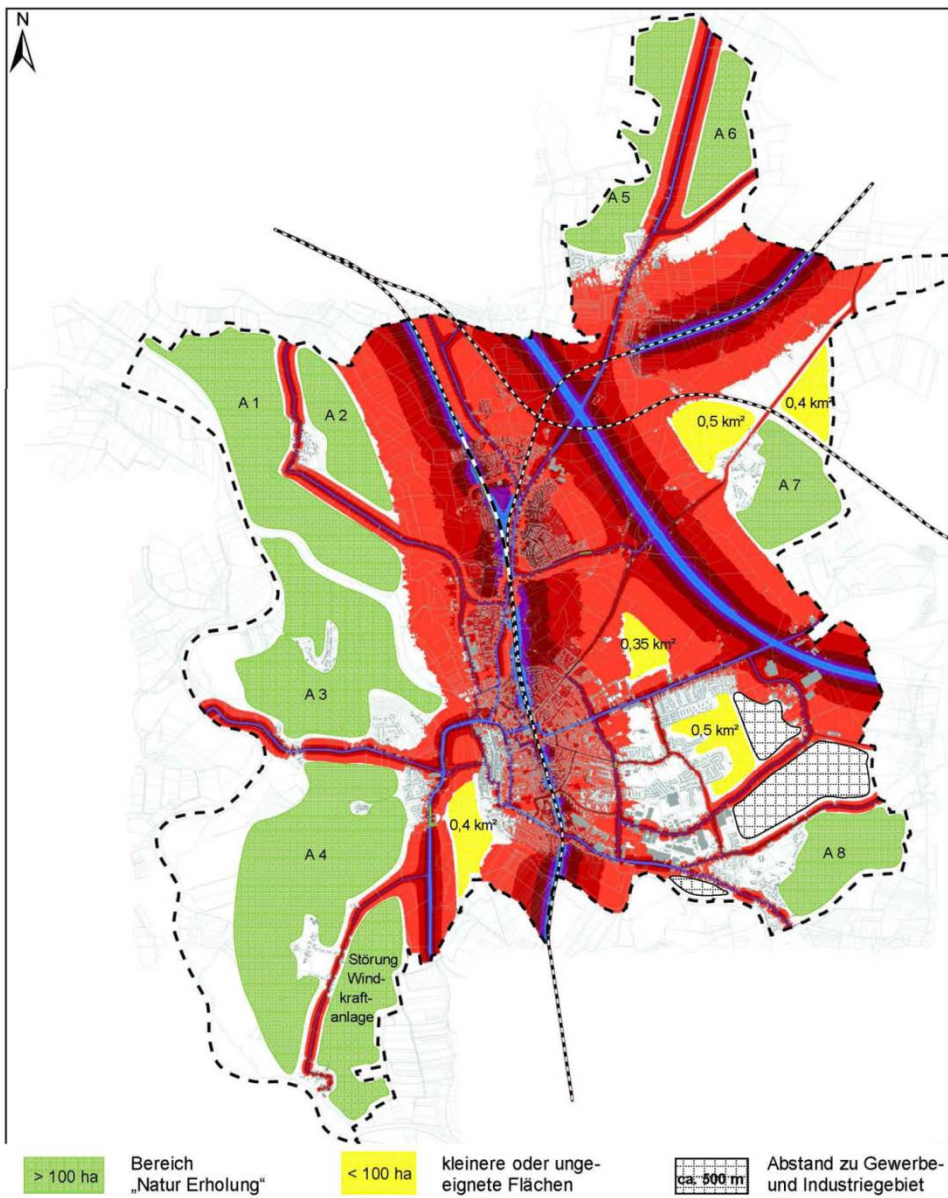 N
A 6
A 5
A 1
A 2
0,4 km²
0,5 km²
A 7
0,35 km²
A 3
0,5 km²
0,4 km²
A 4
A 8
Störung
Wind-
kraft-
anlage
> 100 ha
Bereich
„Natur Erholung"
< 100 ha
kleinere oder unge-
eignete Flächen
ca. 500 m
Abstand zu Gewerbe-
und Industriegebiet